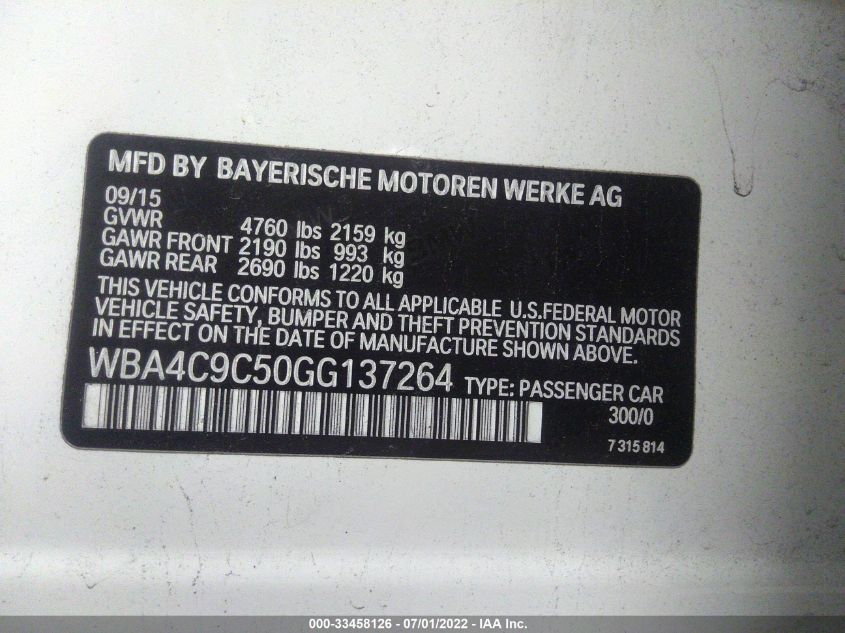 MFD BY BAYERISCHE MOTOREN WERKE AG
09/15
GVWR 4760 lbs 2159 kg
GAWR FRONT 2190 lbs 993 kg
GAWR REAR 2690 lbs 1220 kg
THIS VEHICLE CONFORMS TO ALL APPLICABLE U.S.FEDERAL MOTOR
VEHICLE SAFETY, BUMPER AND THEFT PREVENTION STANDARDS
IN EFFECT ON THE DATE OF MANUFACTURE SHOWN ABOVE.
WBA4C9C50GG137264 TYPE: PASSENGER CAR
300/0
7 315 814
000-33458126 - 07/01/2022 - IAA Inc.